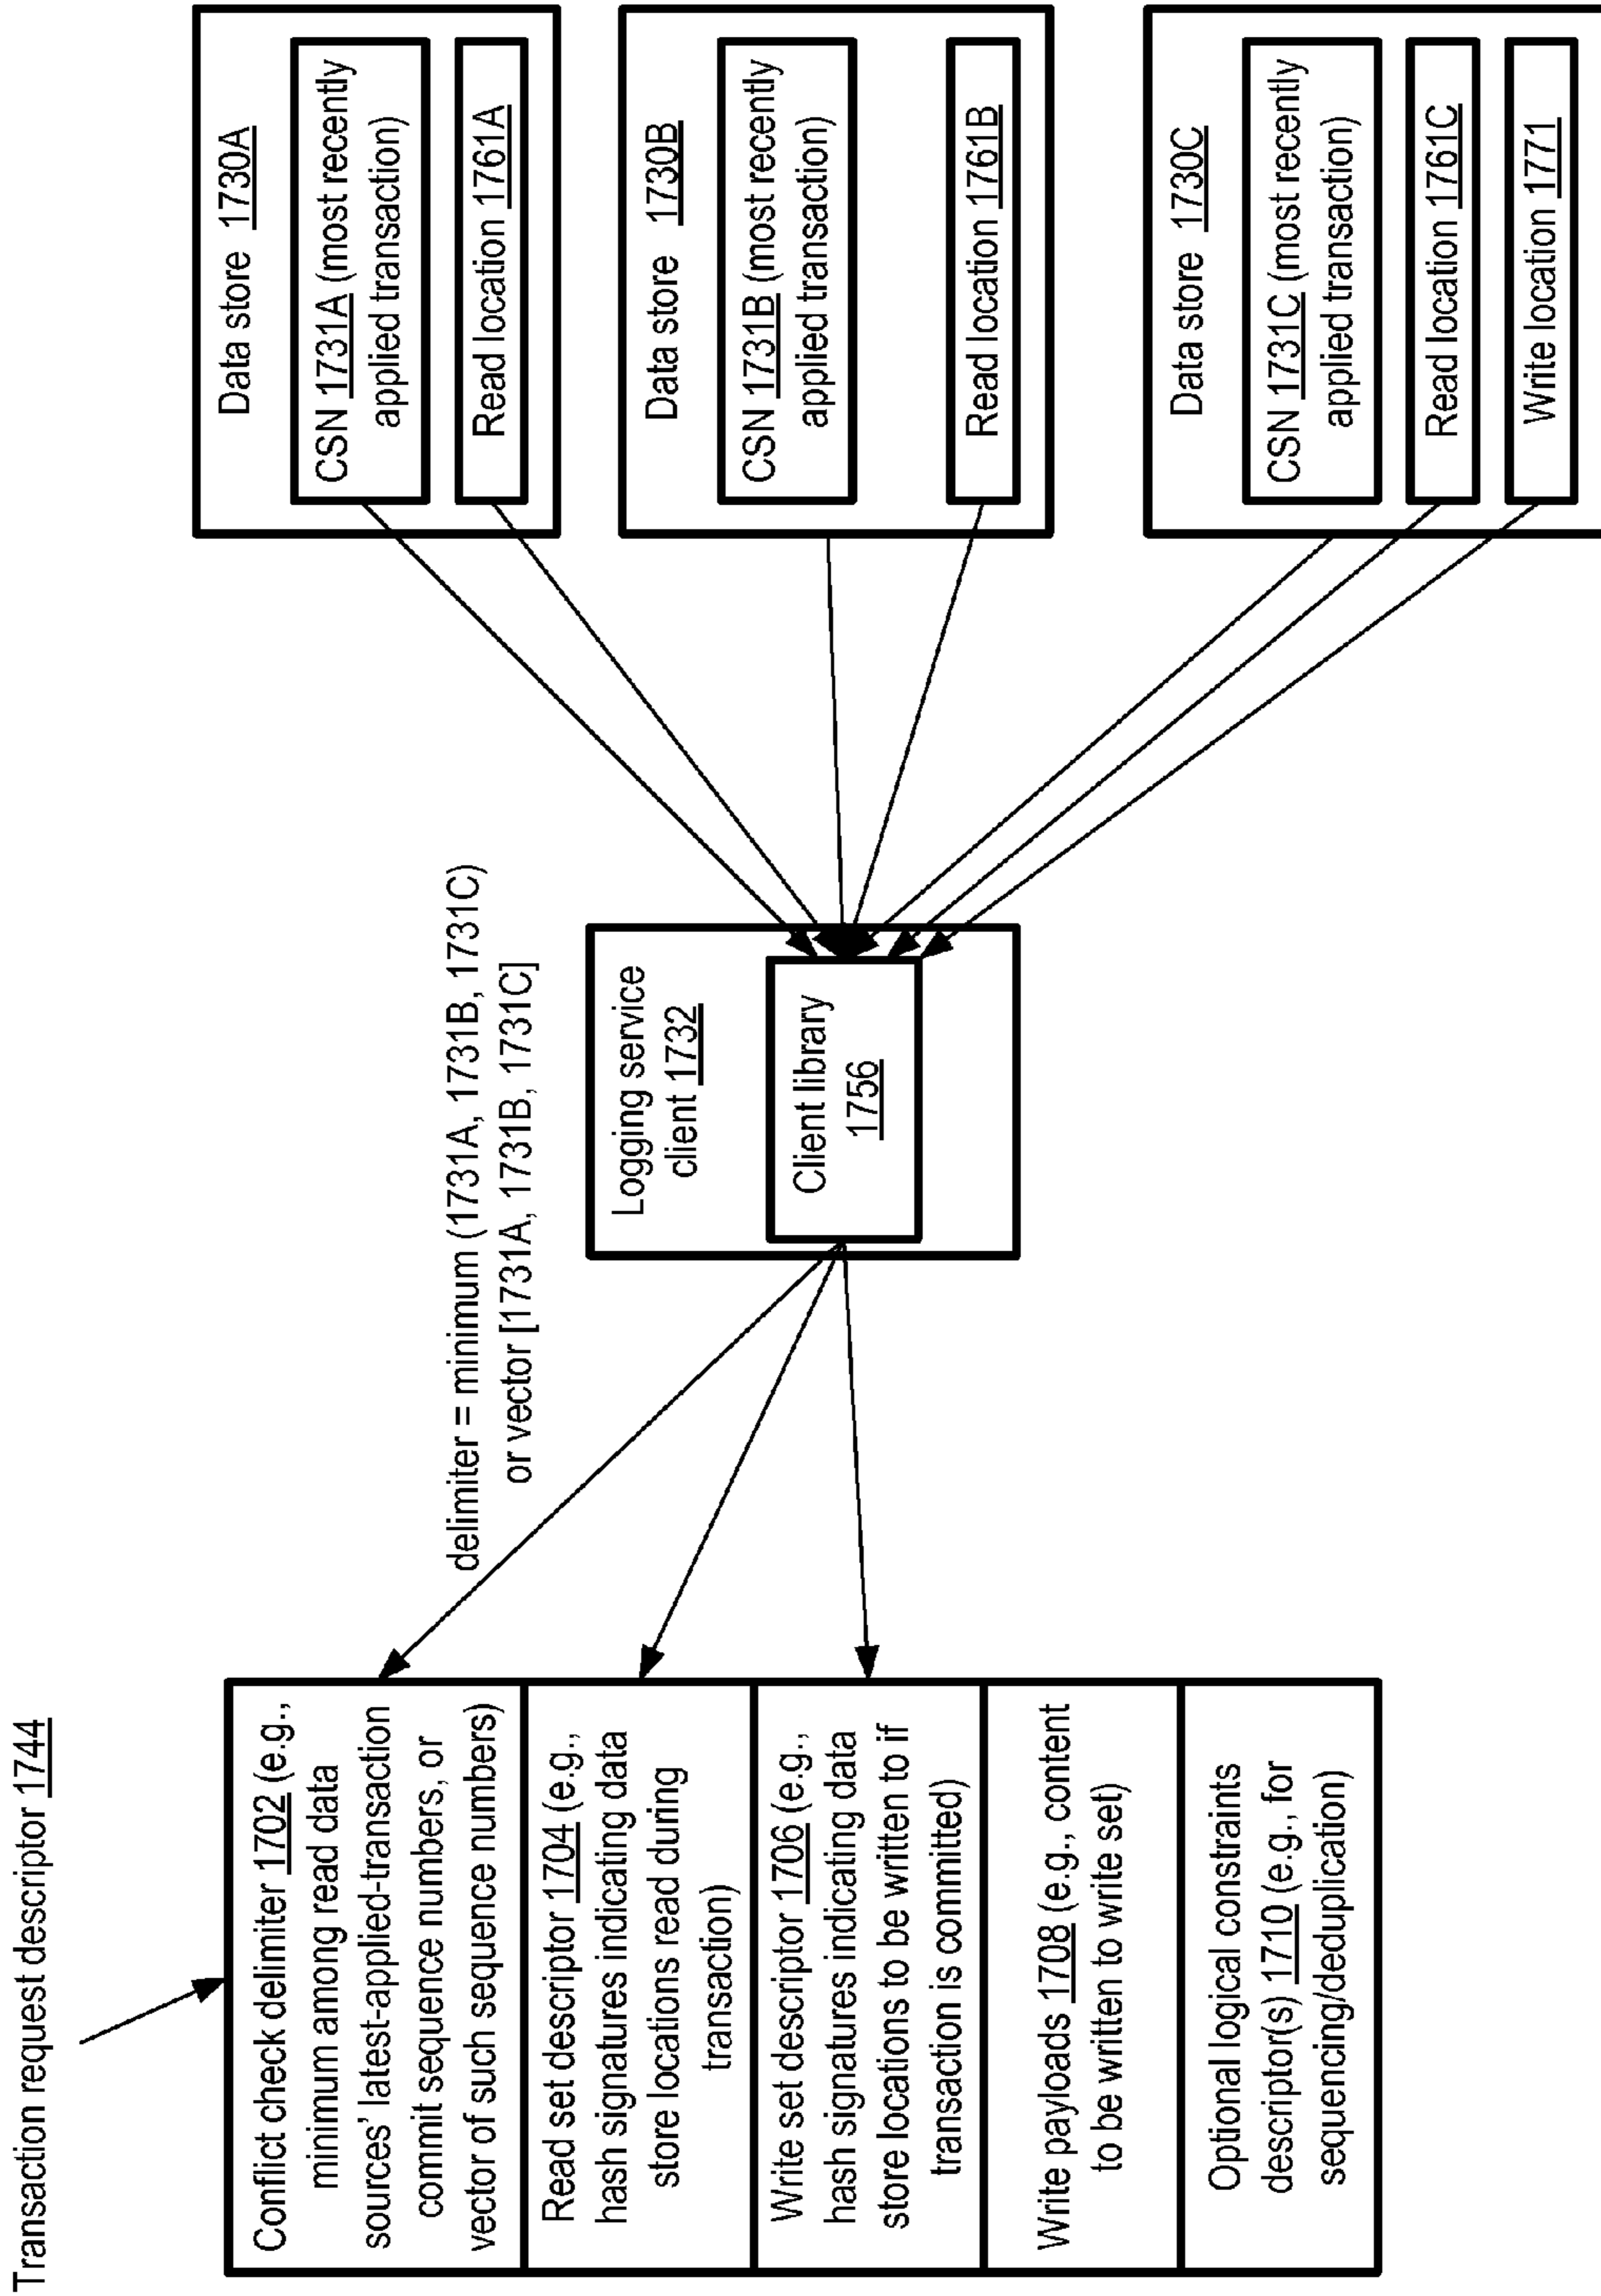 Transaction request descriptor 1744
Conflict check delimiter 1702 (e.g.,
minimum among read data
sources' latest-applied-transaction
commit sequence numbers, or
vector of such sequence numbers)
Read set descriptor 1704 (e.g.,
hash signatures indicating data
store locations read during
transaction)
Write set descriptor 1706 (e.g.,
hash signatures indicating data
store locations to be written to if
transaction is committed)
Write payloads 1708 (e.g., content
to be written to write set)
Optional logical constraints
descriptor(s) 1710 (e.g., for
sequencing/deduplication)
delimiter = minimum (1731A, 1731B, 1731C)
or vector [1731A, 1731B, 1731C]
Logging service
client 1732
Client library
1756
Data store 1730A
CSN 1731A (most recently
applied transaction)
Read location 1761A
Data store 1730B
CSN 1731B (most recently
applied transaction)
Read location 1761B
Data store 1730C
CSN 1731C (most recently
applied transaction)
Read location 1761C
Write location 1771